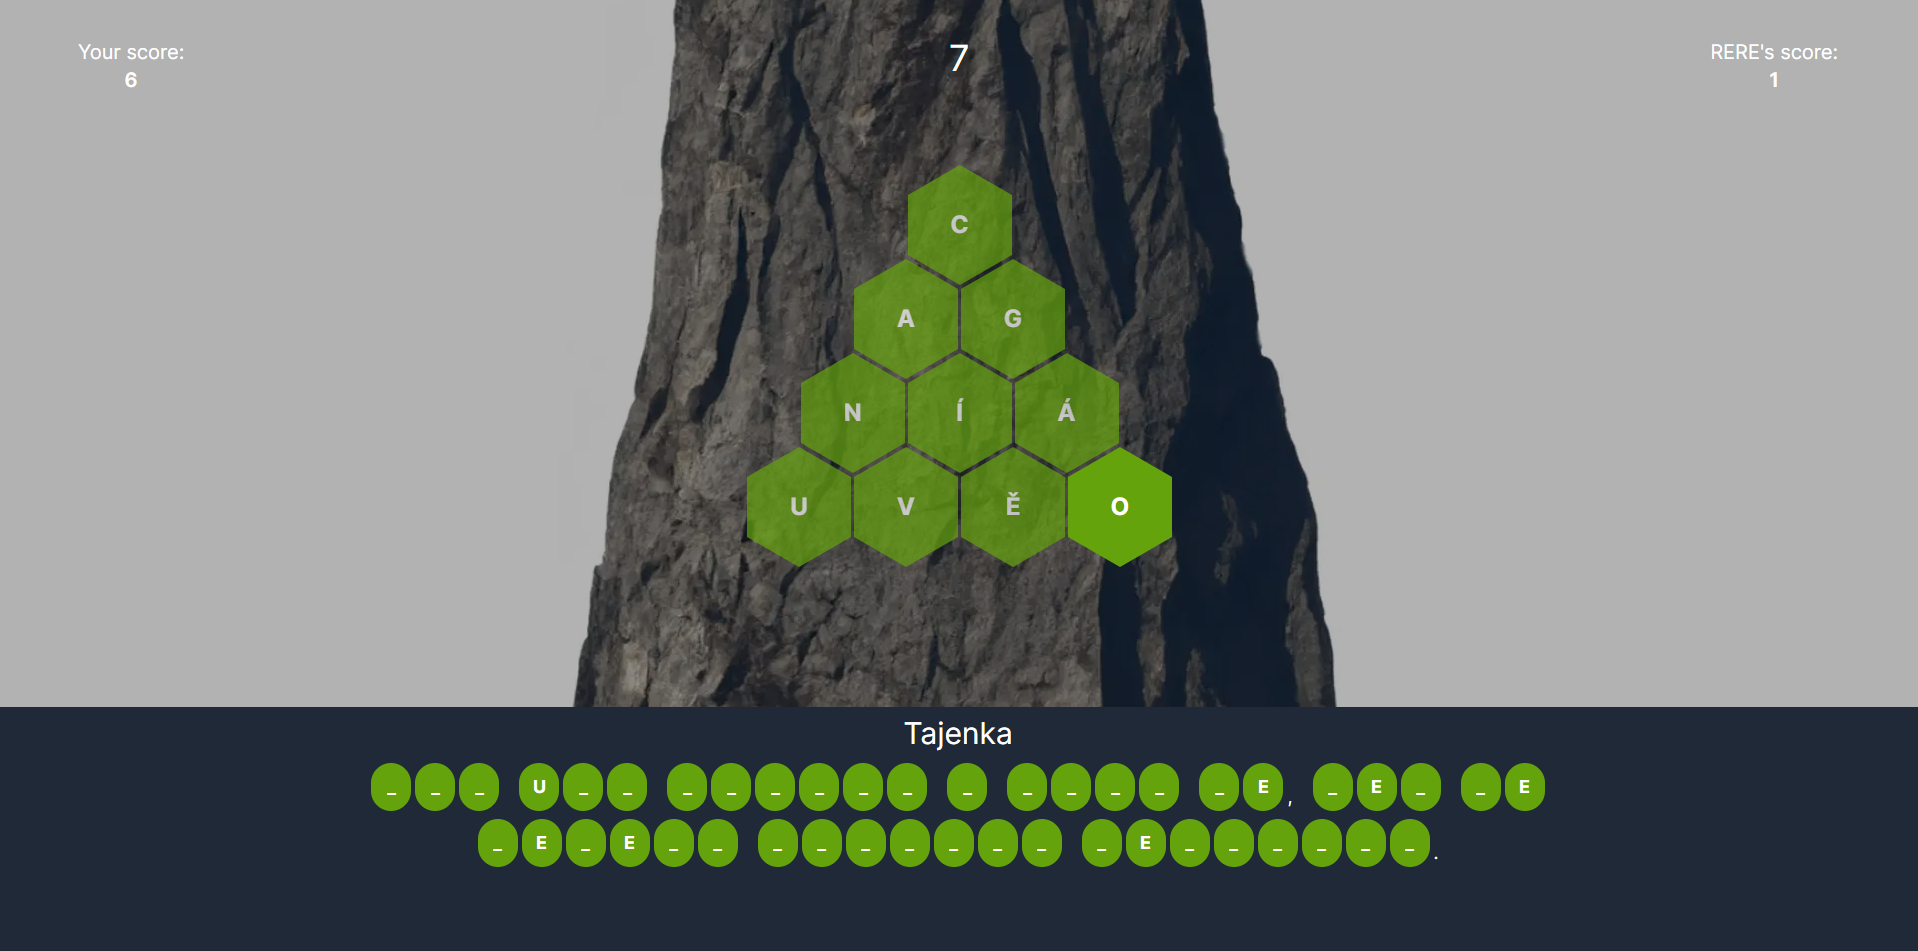 Your score:
6
7
RERE's score:
1
C
A G
N Í Á
U V Ě O
Tajenka
_ _ _ U _ _ _ _ _ _ _ _ _ _ _ _ _ _ E , _ E _ _ E
_ E _ E _ _ _ _ _ _ _ _ _ _ E _ _ _ _ _ _ .